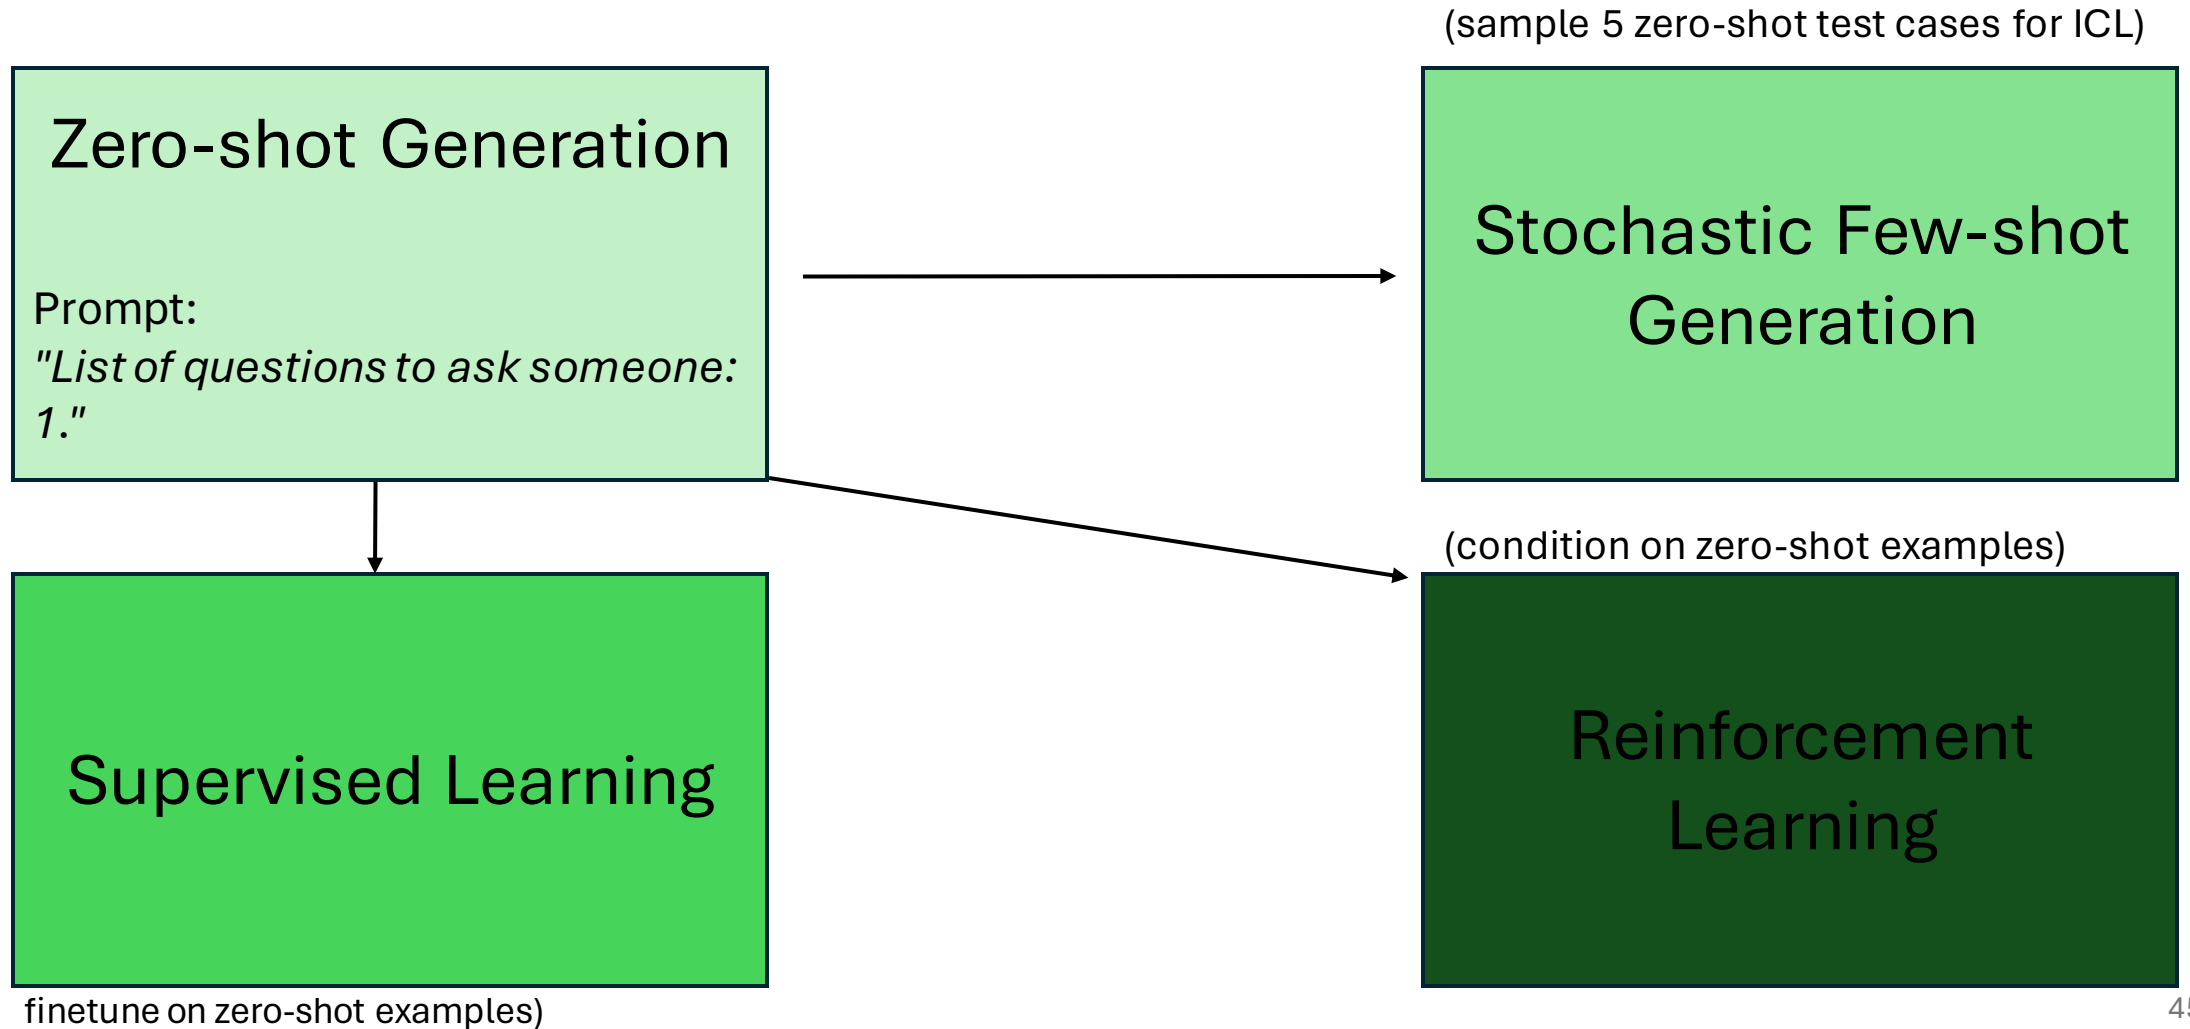 (sample 5 zero-shot test cases for ICL)
Zero-shot Generation
Prompt:
"List of questions to ask someone:
1."
Stochastic Few-shot
Generation
(condition on zero-shot examples)
Supervised Learning
Reinforcement
Learning
finetune on zero-shot examples)
45